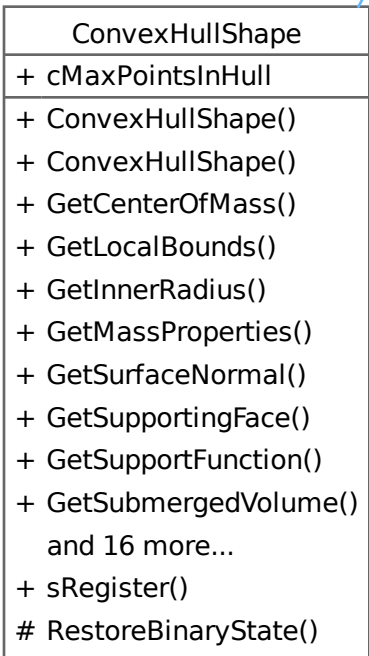 ConvexHullShape
+ cMaxPointsInHull
+ ConvexHullShape()
+ ConvexHullShape()
+ GetCenterOfMass()
+ GetLocalBounds()
+ GetInnerRadius()
+ GetMassProperties()
+ GetSurfaceNormal()
+ GetSupportingFace()
+ GetSupportFunction()
+ GetSubmergedVolume()
and 16 more...
+ sRegister()
# RestoreBinaryState()